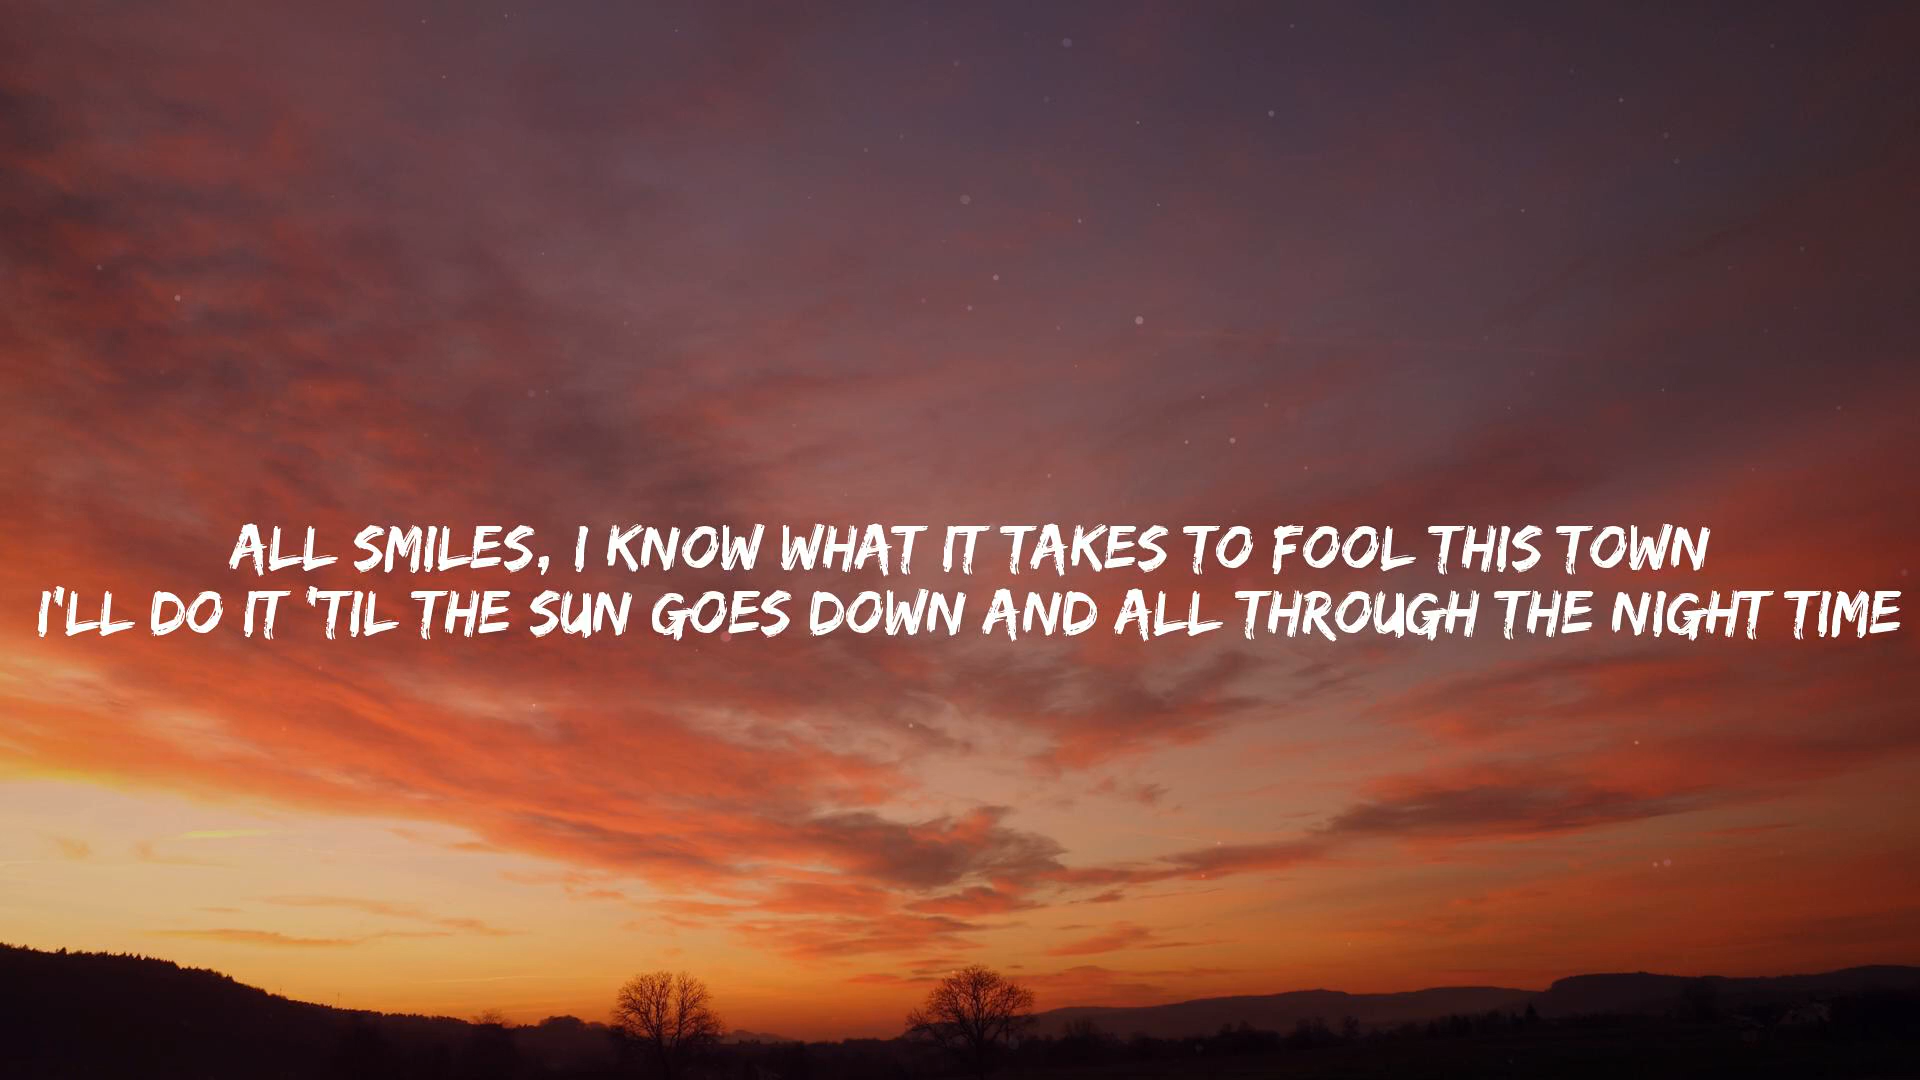 ALL SMILES, I KNOW WHAT IT TAKES TO FOOL THIS TOWN
I'LL DO IT 'TIL THE SUN GOES DOWN AND ALL THROUGH THE NIGHT TIME